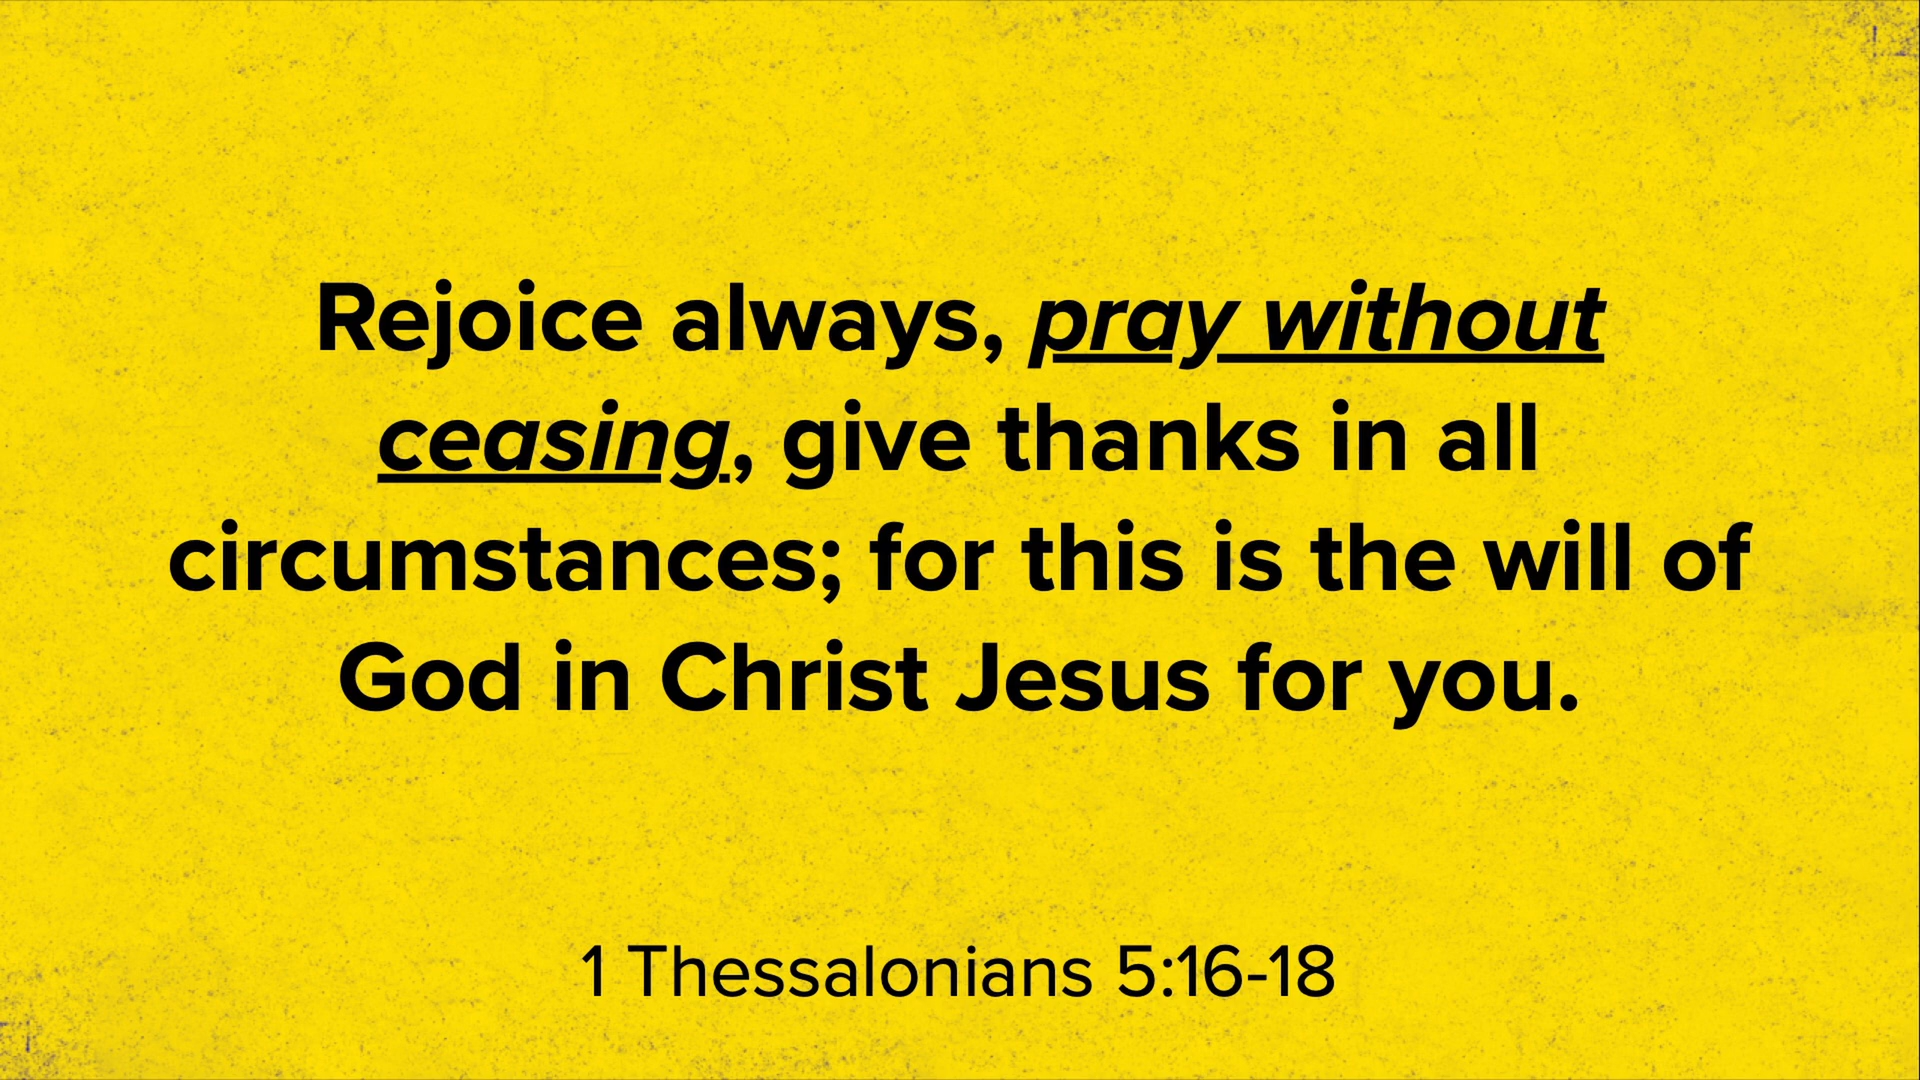 Rejoice always, pray without
ceasing, give thanks in all
circumstances; for this is the will of
God in Christ Jesus for you.
1 Thessalonians 5:16-18